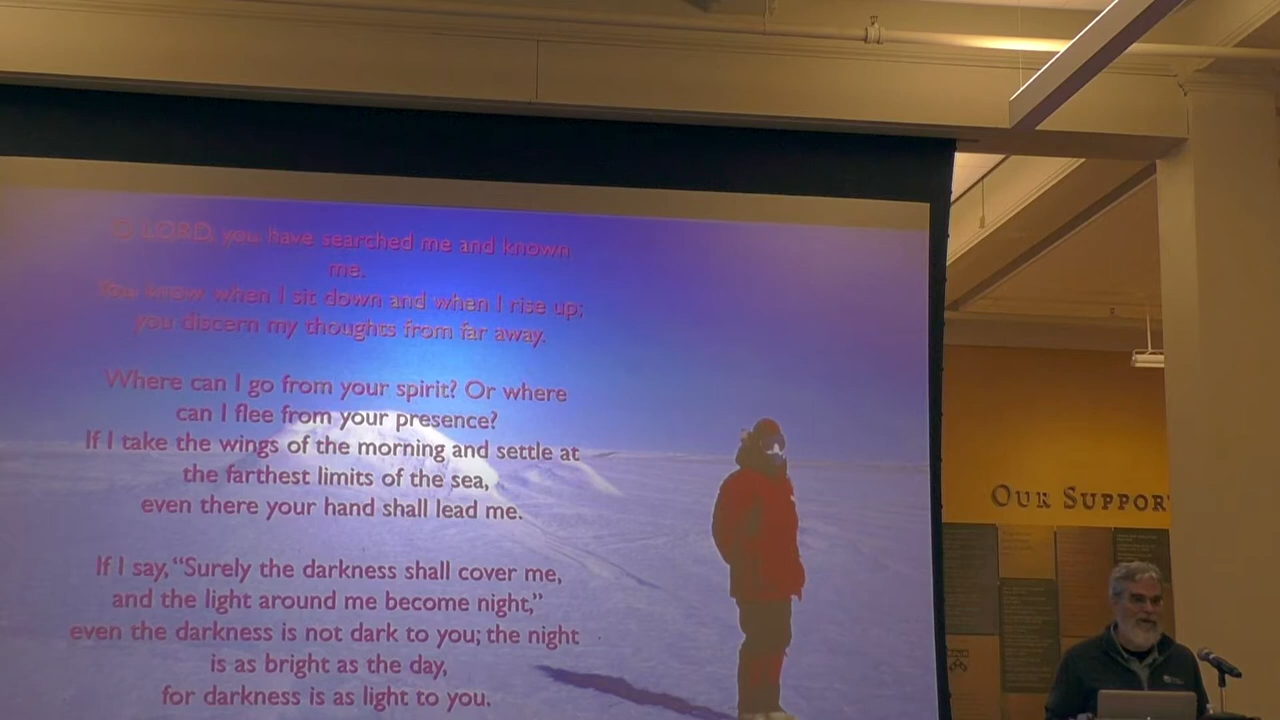 O LORD, you have searched me and known
me.
You know when I sit down and when I rise up;
you discern my thoughts from far away.
Where can I go from your spirit? Or where
can I flee from your presence?
If I take the wings of the morning and settle at
the farthest limits of the sea,
even there your hand shall lead me.
If I say, “Surely the darkness shall cover me,
and the light around me become night,”
even the darkness is not dark to you; the night
is as bright as the day,
for darkness is as light to you.
OUR SUPPOR